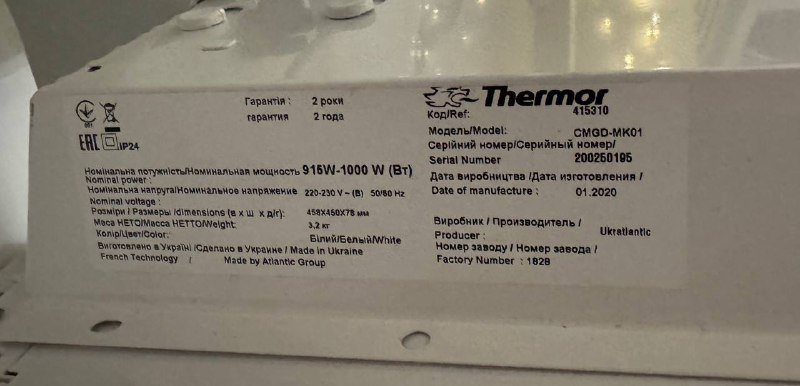 Гарантія : 2 роки
гарантия 2 года
EAC IP24
Номінальна потужність/Номинальная мощность 915W-1000 W (Вт)
Nominal power :
Номінальна напруга/Номинальное напряжение 220-230 V ~ (В) 50/60 Hz
Nominal voltage :
Розміри / Размеры /dimensions (в х ш х д/г): 458X460X78 мм
Маса НЕТО/Масса НЕТТО/Weight: 3,2 кг
Колір/Цвет/Color: Білий/Белый/White
Виготовлено в Україні /Сделано в Украине / Made in Ukraine
French Technology / Made by Atlantic Group
Thermor
Код/Ref: 415310
Модель/Model: CMGD-MK01
Серійний номер/Серийный номер/
Serial Number 200250195
Дата виробництва /Дата изготовления /
Date of manufacture : 01.2020
Виробник / Производитель /
Producer : Ukratlantic
Номер заводу / Номер завода /
Factory Number : 1828